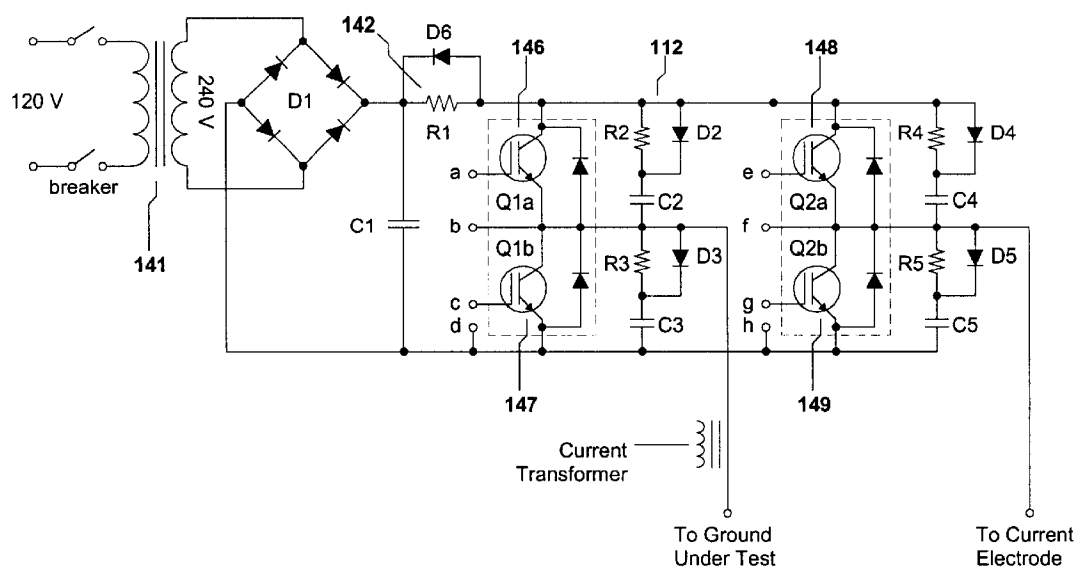 142
D6
146
112
148
120 V
240 V
D1
R1
R2
D2
R4
D4
a
e
breaker
Q1a
C2
Q2a
C4
C1
b
f
141
Q1b
R3
D3
Q2b
R5
D5
c
d
g
h
C3
C5
147
149
Current
Transformer
To Ground
Under Test
To Current
Electrode